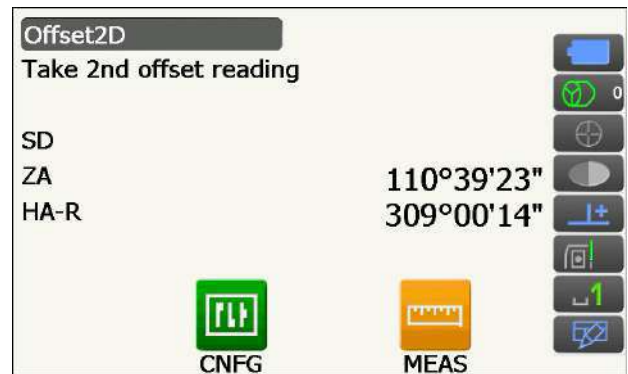 Offset2D
Take 2nd offset reading
SD
ZA 110°39'23"
HA-R 309°00'14"
CNFG MEAS
0
1